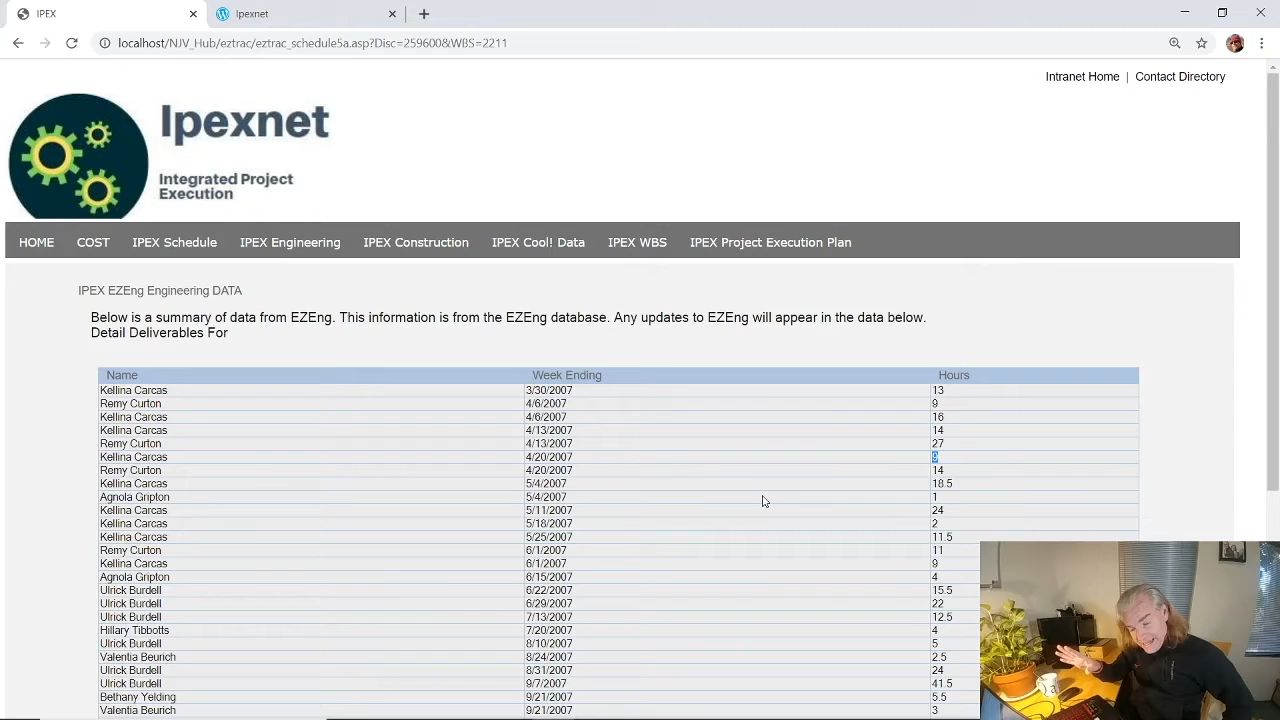 IPEX
Ipexnet
localhost/NJV_Hub/eztrac/eztrac_schedule5a.asp?Disc=259600&WBS=2211
Intranet Home | Contact Directory
Ipexnet
Integrated Project
Execution
HOME COST IPEX Schedule IPEX Engineering IPEX Construction IPEX Cool! Data IPEX WBS IPEX Project Execution Plan
IPEX EZEng Engineering DATA
Below is a summary of data from EZEng. This information is from the EZEng database. Any updates to EZEng will appear in the data below.
Detail Deliverables For
Name Week Ending Hours
Kellina Carcas 3/30/2007 13
Remy Curton 4/6/2007 9
Kellina Carcas 4/6/2007 16
Kellina Carcas 4/13/2007 14
Remy Curton 4/13/2007 27
Kellina Carcas 4/20/2007 9
Remy Curton 4/20/2007 14
Kellina Carcas 5/4/2007 18.5
Agnola Gripton 5/4/2007 1
Kellina Carcas 5/11/2007 24
Kellina Carcas 5/18/2007 2
Kellina Carcas 5/25/2007 11.5
Remy Curton 6/1/2007 11
Kellina Carcas 6/1/2007 9
Agnola Gripton 6/15/2007 4
Ulrick Burdell 6/22/2007 15.5
Ulrick Burdell 6/29/2007 22
Ulrick Burdell 7/13/2007 12.5
Hillary Tibbotts 7/20/2007 4
Ulrick Burdell 8/10/2007 5
Valentia Beurich 8/24/2007 2.5
Ulrick Burdell 8/31/2007 24
Ulrick Burdell 9/7/2007 41.5
Bethany Yelding 9/21/2007 5.5
Valentia Beurich 9/21/2007 3